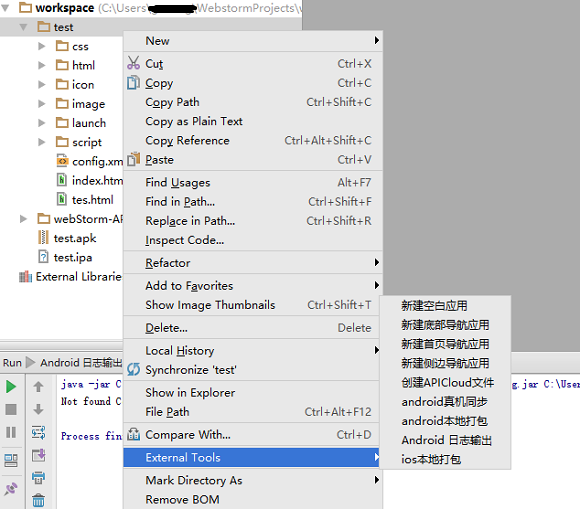 workspace (C:\Users\ \WebstormProjects\
test
css
html
icon
image
launch
script
config.xm
index.htm
tes.html
webStorm-AP
test.apk
test.ipa
External Librarie
New
Cut Ctrl+X
Copy Ctrl+C
Copy Path Ctrl+Shift+C
Copy as Plain Text
Copy Reference Ctrl+Alt+Shift+C
Paste Ctrl+V
Find Usages Alt+F7
Find in Path... Ctrl+Shift+F
Replace in Path... Ctrl+Shift+R
Inspect Code...
Refactor
Add to Favorites
Show Image Thumbnails Ctrl+Shift+T
Delete... Delete
Local History
Synchronize 'test'
Show in Explorer
File Path Ctrl+Alt+F12
Compare With... Ctrl+D
External Tools
Mark Directory As
Remove BOM
新建空白应用
新建底部导航应用
新建首页导航应用
新建侧边导航应用
创建APICloud文件
android真机同步
android本地打包
Android 日志输出
ios本地打包
Run Android 日志输出
java -jar C
g.jar C:\Use
Not found C
Process fin